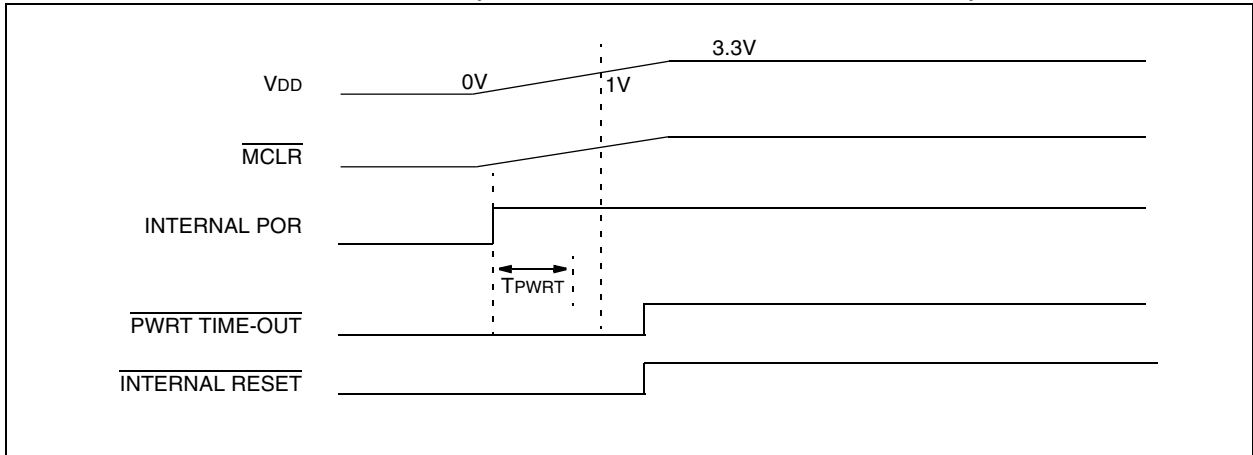 3.3V
VDD
0V
1V
MCLR
INTERNAL POR
TPWRT
PWRT TIME-OUT
INTERNAL RESET